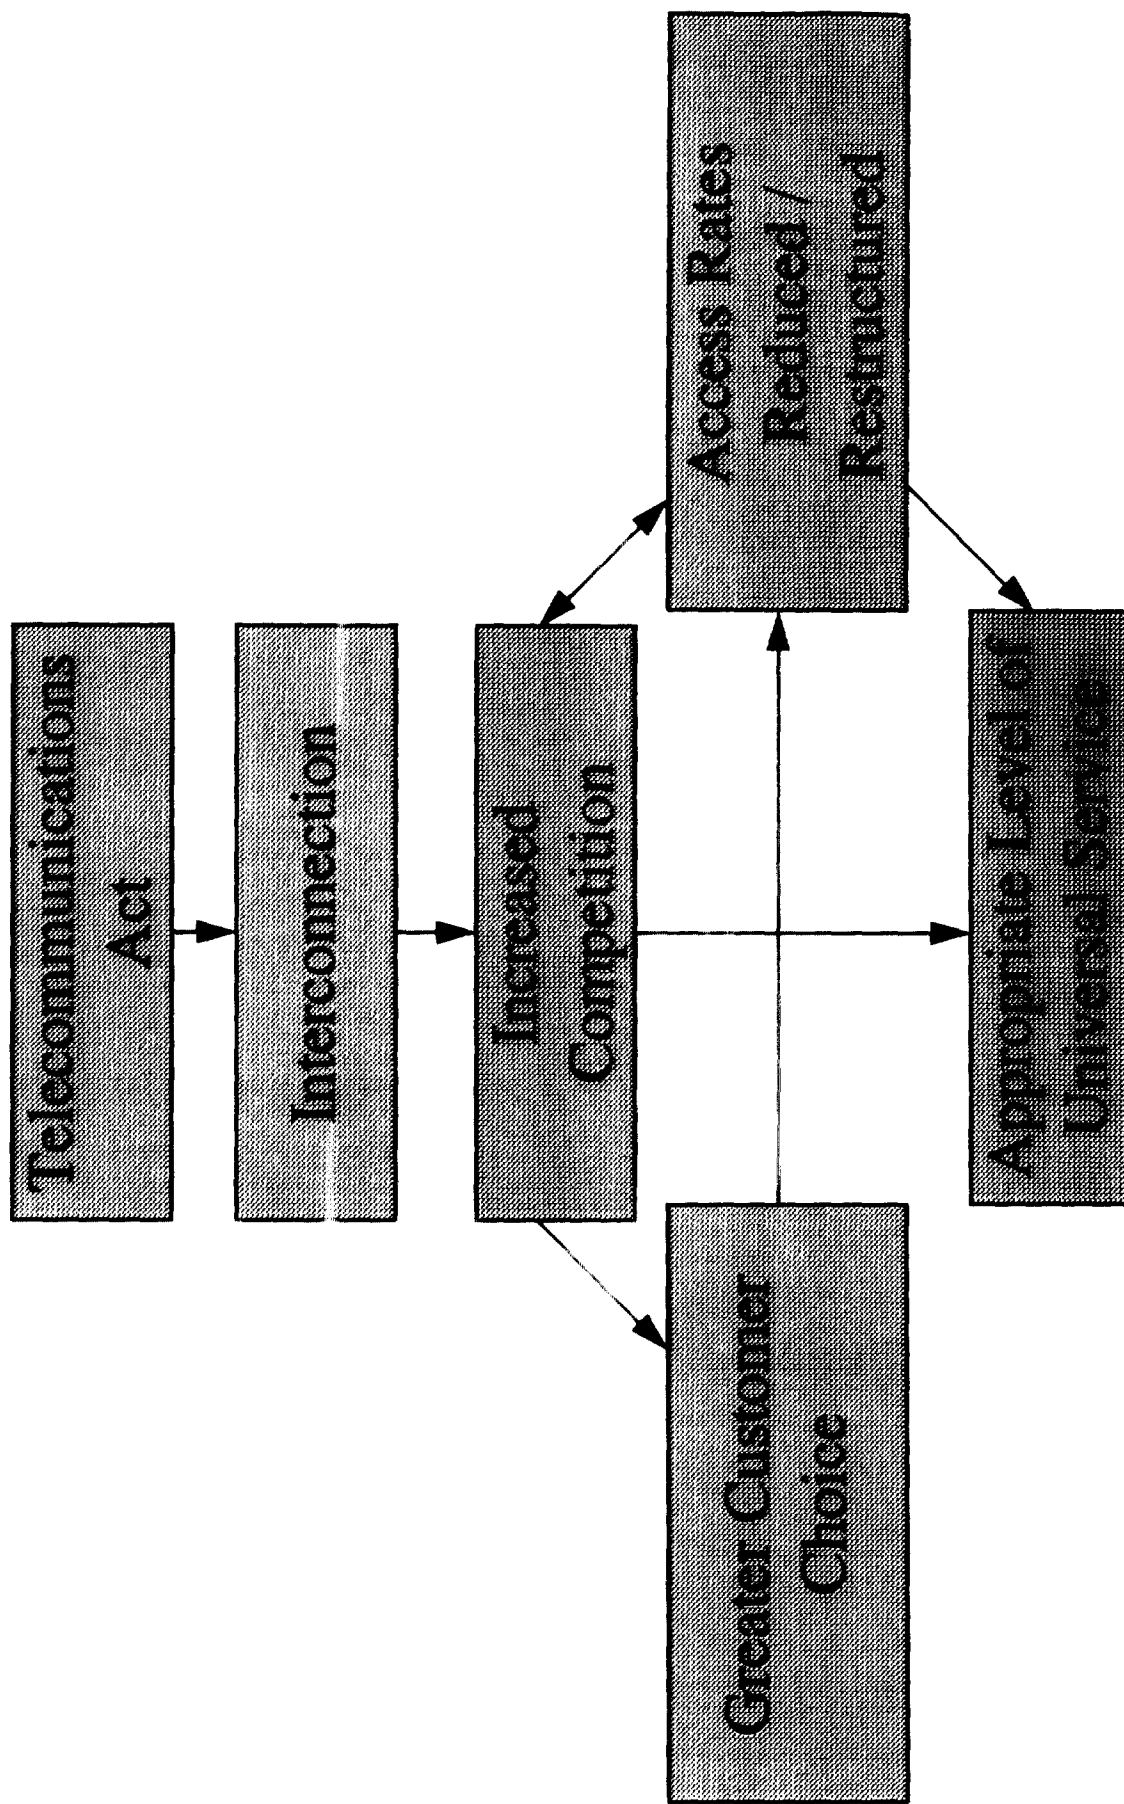 Telecommunications
Act
Interconnection
Increased
Competition
Greater Customer
Choice
Access Rates
Reduced /
Restructured
Appropriate Level of
Universal Service